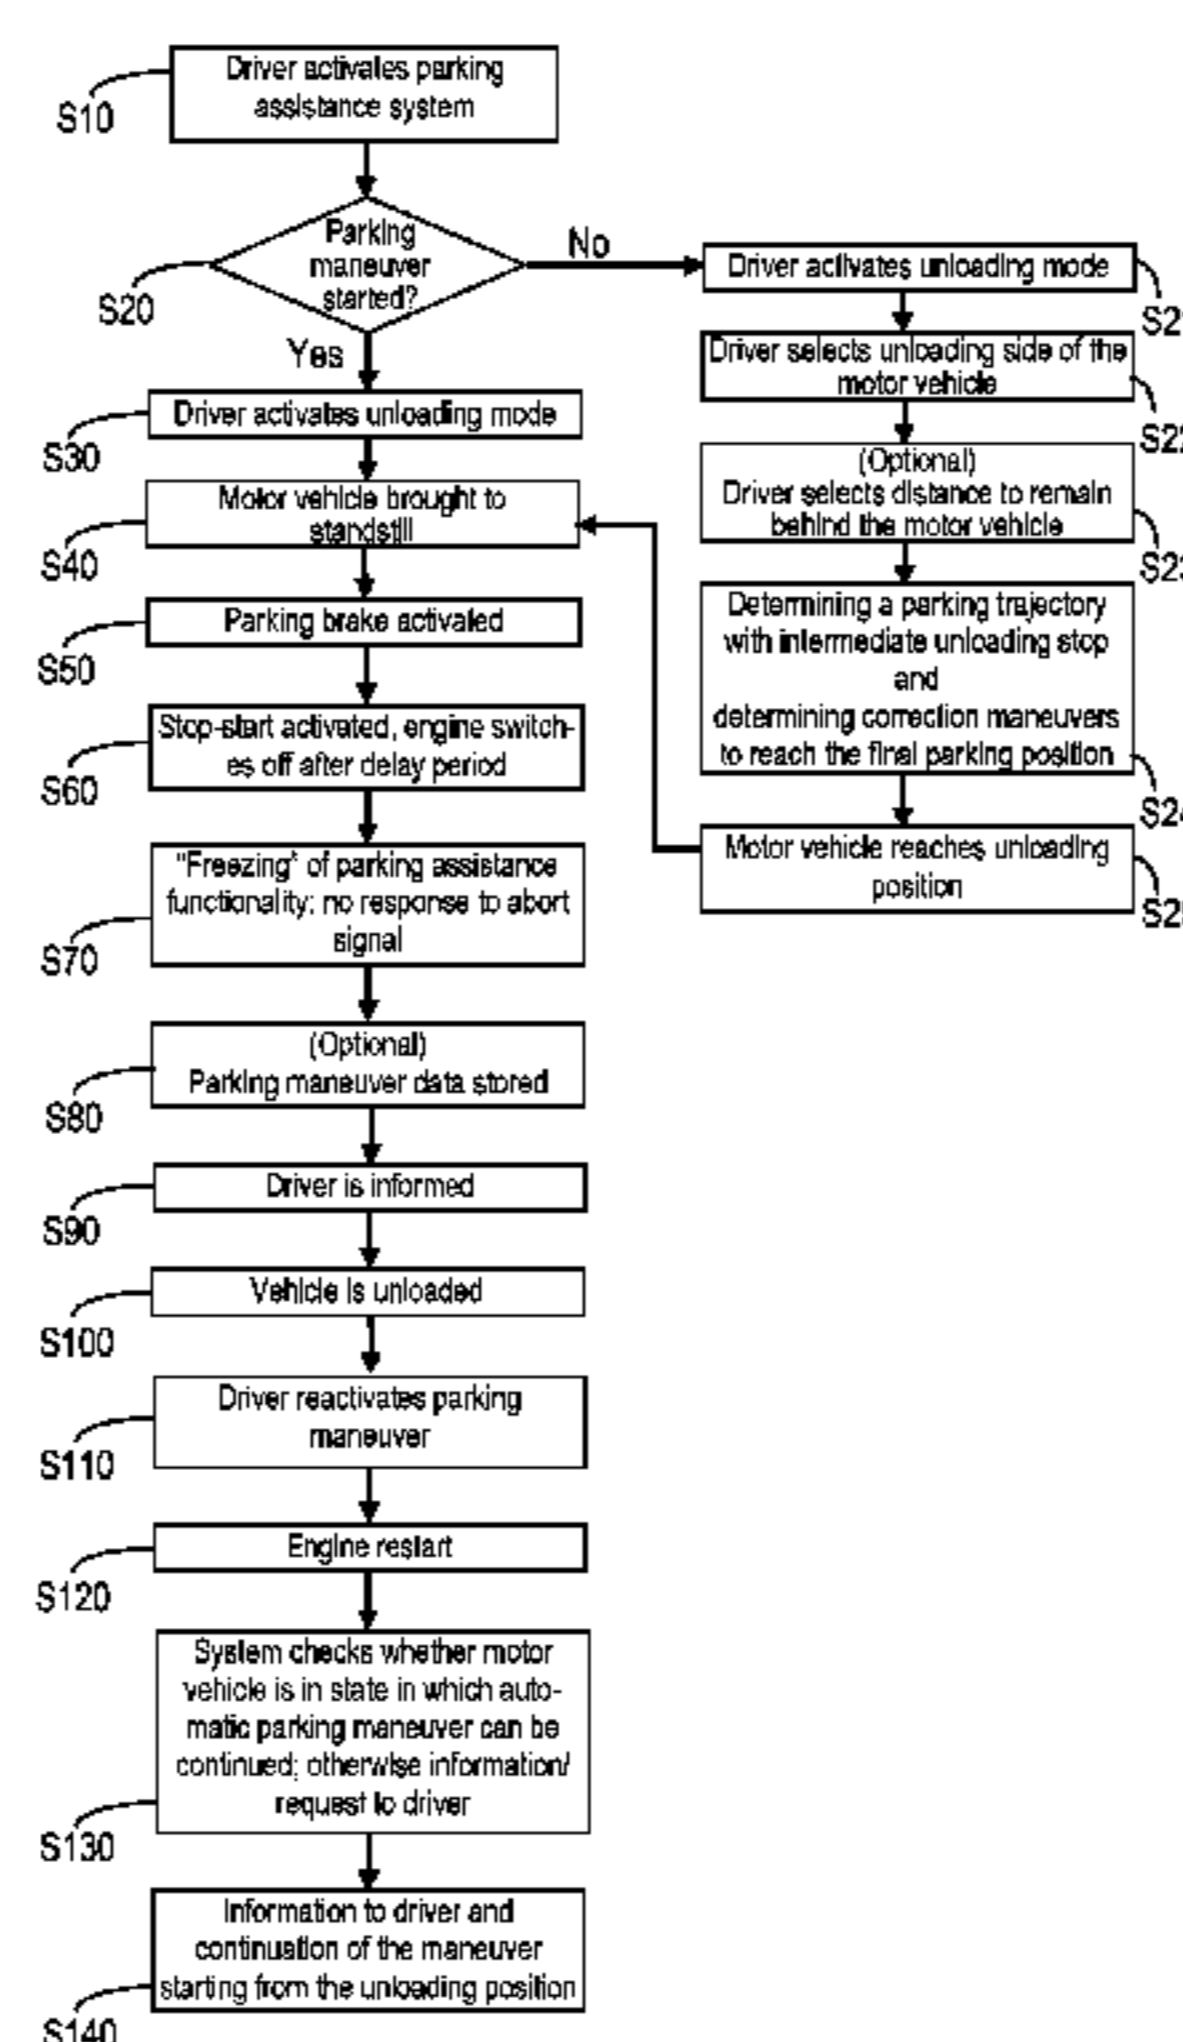 Driver activates parking
assistance system
S10
Parking
maneuver
started?
S20
No
Yes
Driver activates unloading mode
S30
Motor vehicle brought to
standstill
S40
Parking brake activated
S50
Stop-start activated, engine switch-
es off after delay period
S60
"Freezing" of parking assistance
functionality: no response to abort
signal
S70
(Optional)
Parking maneuver data stored
S80
Driver is informed
S90
Vehicle is unloaded
S100
Driver reactivates parking
maneuver
S110
Engine restart
S120
System checks whether motor
vehicle is in state in which auto-
matic parking maneuver can be
continued; otherwise information/
request to driver
S130
Information to driver and
continuation of the maneuver
starting from the unloading position
S140
Driver activates unloading mode
Driver selects unloading side of the
motor vehicle
S22
(Optional)
Driver selects distance to remain
behind the motor vehicle
S23
Determining a parking trajectory
with intermediate unloading stop
and
determining correction maneuvers
to reach the final parking position
S24
Motor vehicle reaches unloading
position